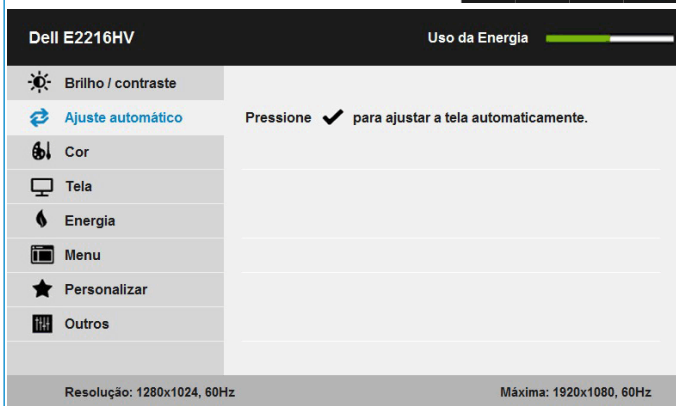 Dell E2216HV Uso da Energia
Brilho / contraste
Ajuste automático Pressione ✔ para ajustar a tela automaticamente.
Cor
Tela
Energia
Menu
Personalizar
Outros
Resolução: 1280x1024, 60Hz Máxima: 1920x1080, 60Hz